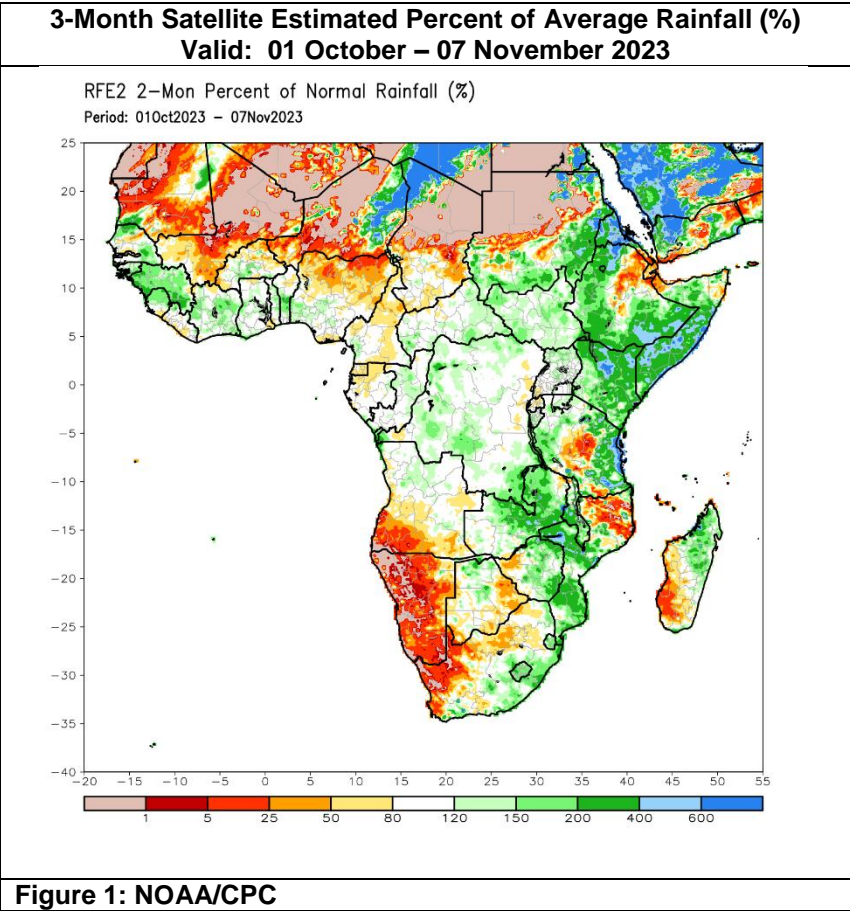 3-Month Satellite Estimated Percent of Average Rainfall (%)
Valid: 01 October – 07 November 2023
RFE2 2-Mon Percent of Normal Rainfall (%)
Period: 01Oct2023 – 07Nov2023
25
20
15
10
5
0
−5
−10
−15
−20
−25
−30
−35
−40
−20 −15 −10 −5 0 5 10 15 20 25 30 35 40 45 50 55
1 5 25 50 80 120 150 200 400 600
Figure 1: NOAA/CPC